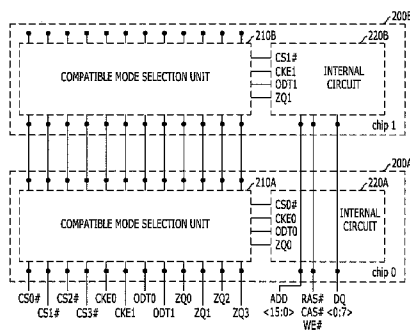 200B
210B
220B
COMPATIBLE MODE SELECTION UNIT
CS1#
CKE1
ODT1
ZQ1
INTERNAL
CIRCUIT
chip 1
200A
210A
220A
COMPATIBLE MODE SELECTION UNIT
CS0#
CKE0
ODT0
ZQ0
INTERNAL
CIRCUIT
chip 0
CS0# CS2# CKE0 ODT0 ZQ0 ZQ2 ADD RAS# DQ
CS1# CS3# CKE1 ODT1 ZQ1 ZQ3 <15:0> CAS# <0:7>
WE#